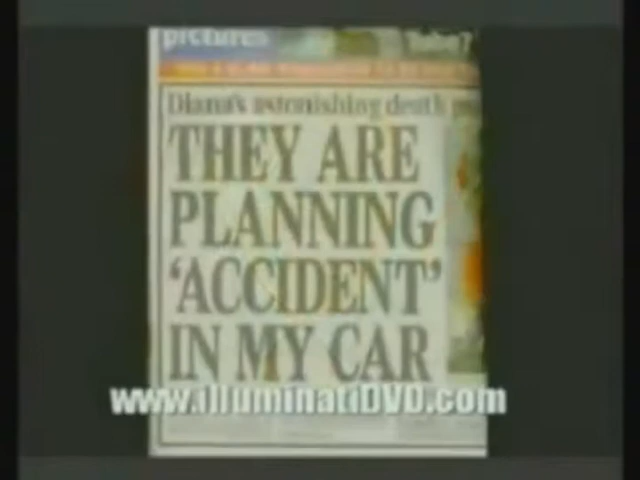 pictures
Diana's astonishing death
THEY ARE
PLANNING
'ACCIDENT'
IN MY CAR
www.illuminatiDVD.com